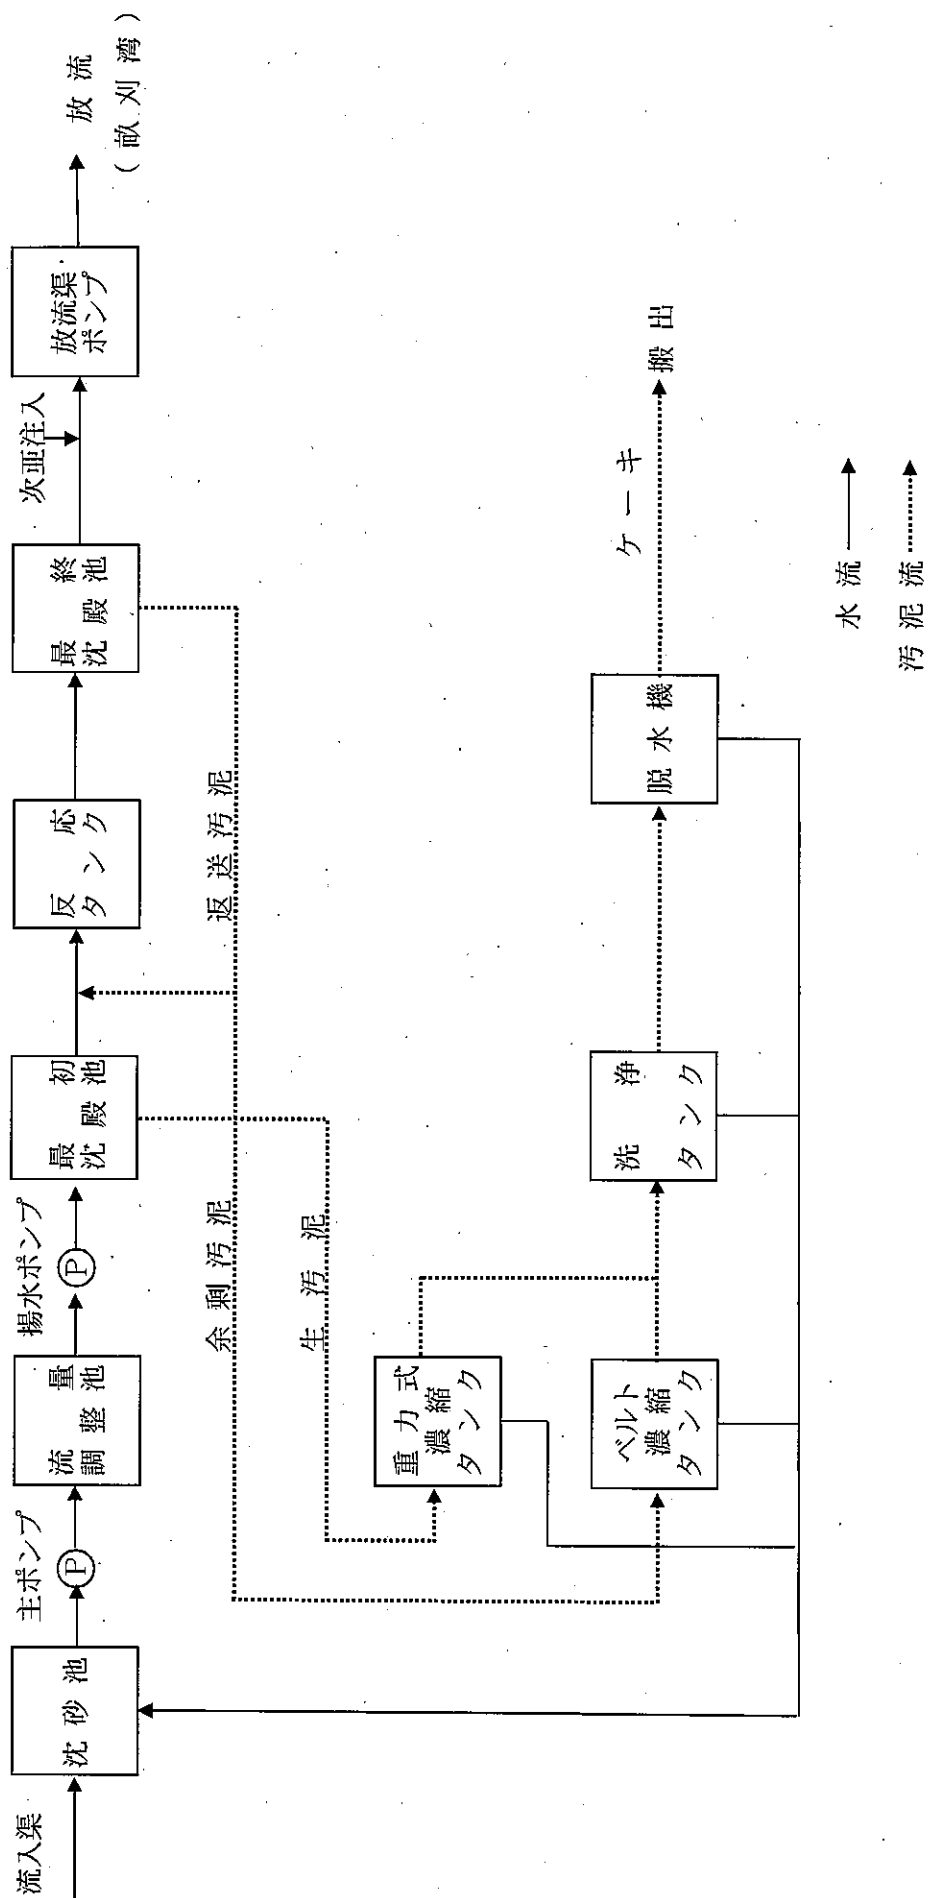 流入渠
沈砂池
主ポンプ
P
流量
調整池
揚水ポンプ
P
最初
沈殿池
反応
タンク
最終
沈殿池
次亜注入
放流渠・
ポンプ
放流
(畝刈湾)
返送汚泥
余剰汚泥
生汚泥
重力式
濃縮
タンク
ベルト
濃縮
タンク
洗浄
タンク
脱水機
ケーキ
搬出
水流
汚泥流